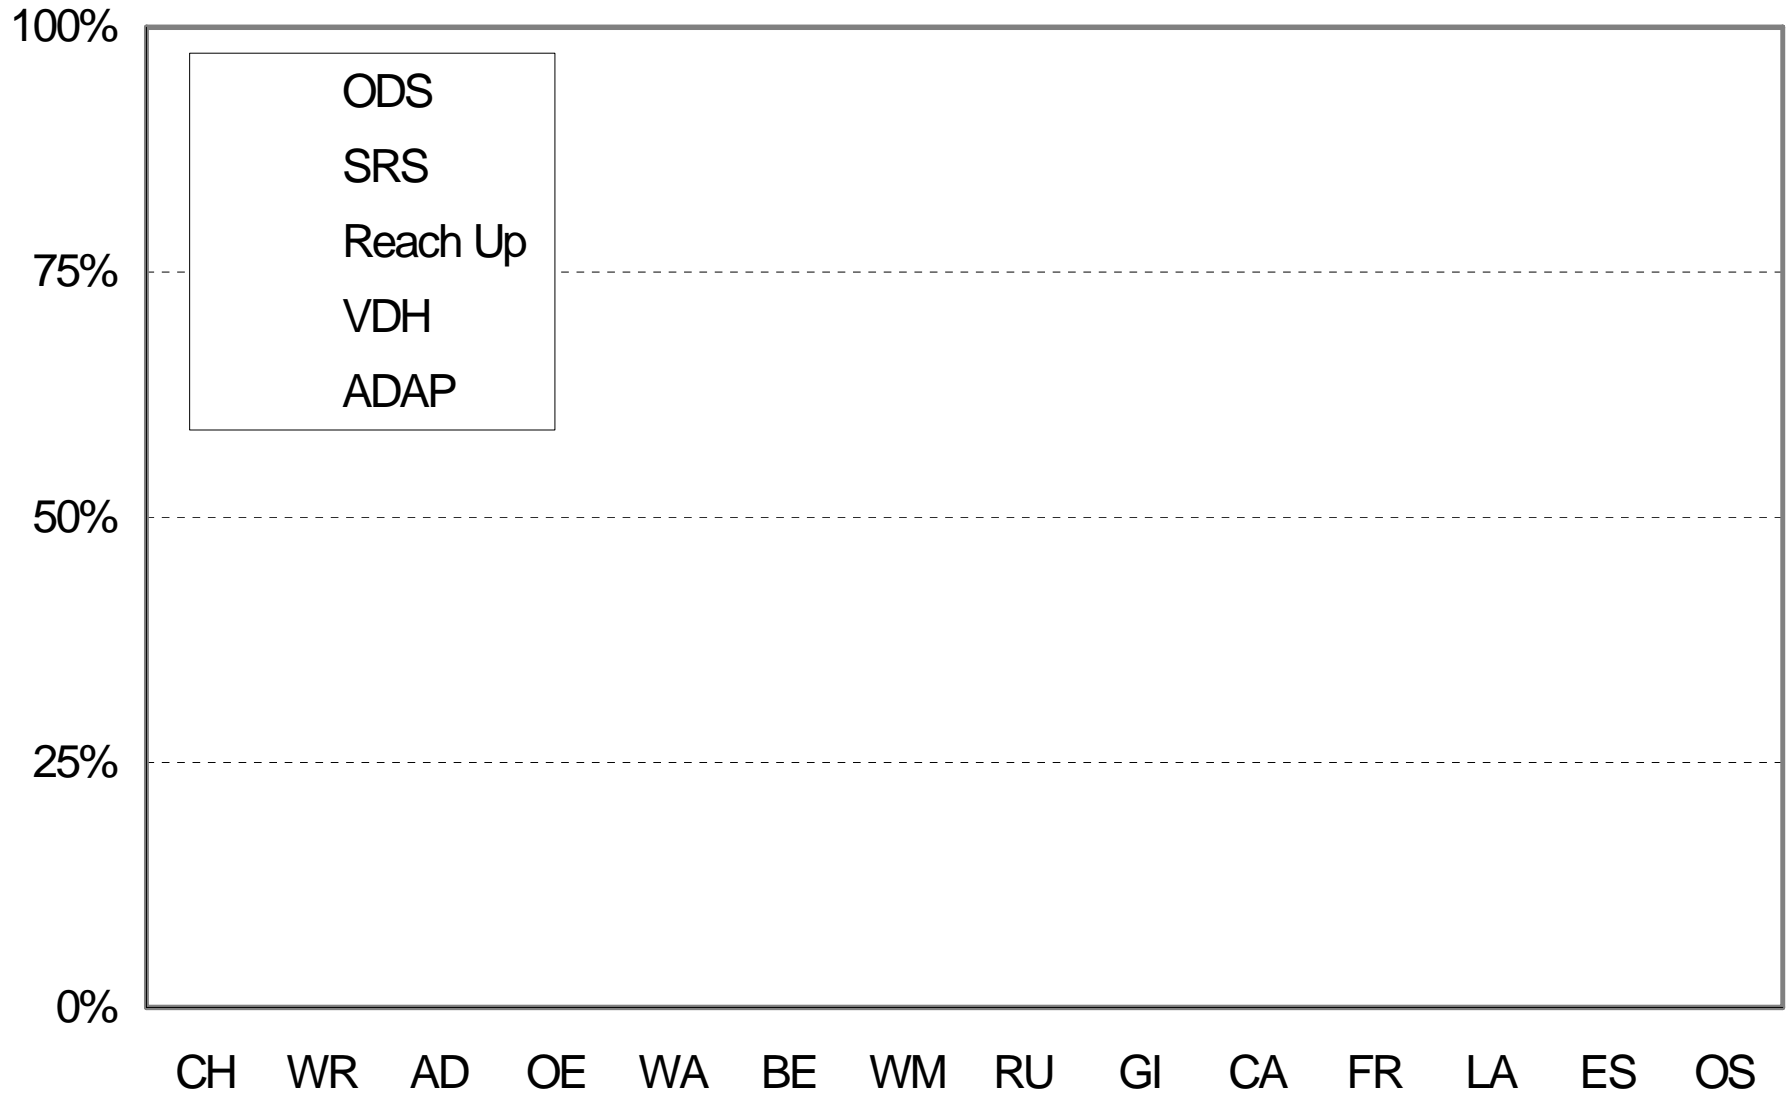 100%
ODS
SRS
Reach Up
75%
VDH
ADAP
50%
25%
0%
CH WR AD OE WA BE WM RU GI CA FR LA ES OS